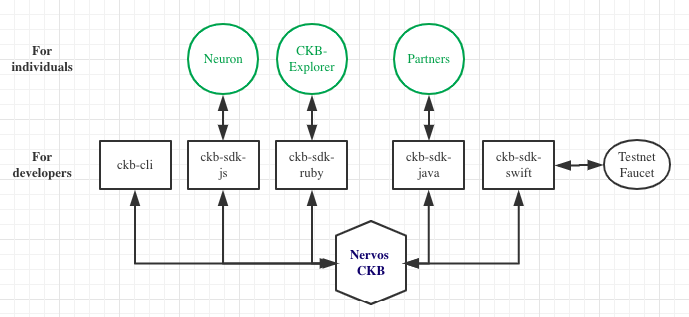 For
individuals
Neuron
CKB-
Explorer
Partners
For
developers
ckb-cli
ckb-sdk-
js
ckb-sdk-
ruby
ckb-sdk-
java
ckb-sdk-
swift
Testnet
Faucet
Nervos
CKB